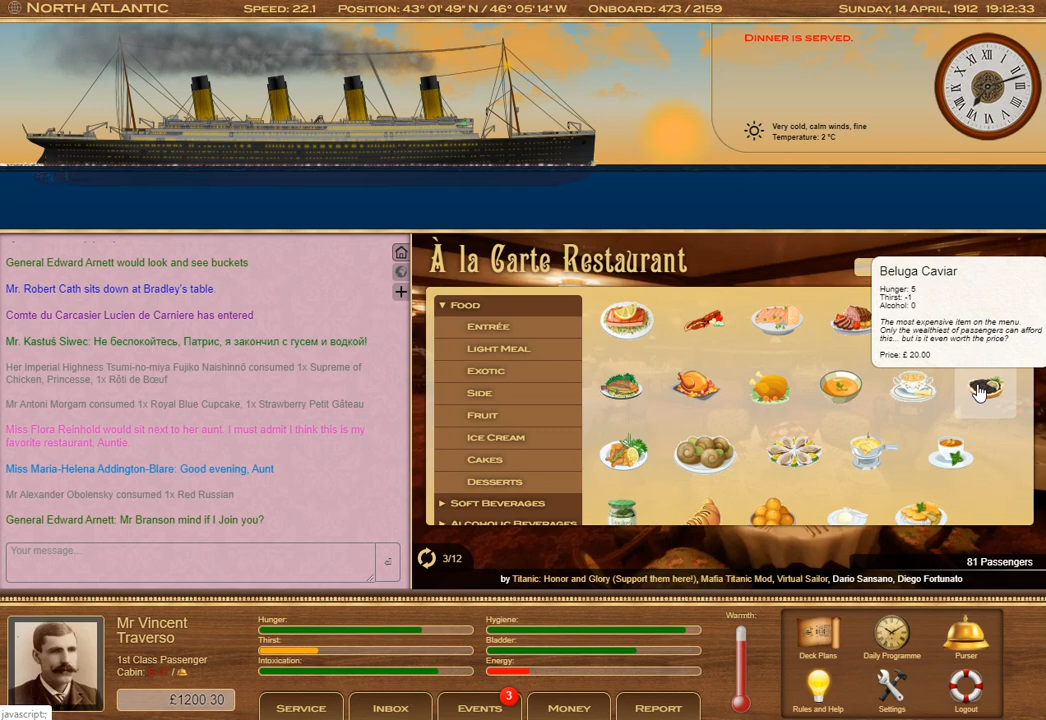 North Atlantic
Speed: 22.1 Position: 43° 01' 49" N / 46° 05' 14" W Onboard: 473 / 2159
Sunday, 14 April, 1912 19:12:33
Dinner is served.
Very cold, calm winds, fine
Temperature: 2 °C
General Edward Arnett would look and see buckets
Mr. Robert Cath sits down at Bradley's table.
Comte du Carcasier Lucien de Carniere has entered
Mr. Kastuś Siwec: Не беспокойтесь, Патрис, я закончил с гусем и водкой!
Her Imperial Highness Tsumi-no-miya Fujiko Naishinnō consumed 1x Supreme of
Chicken, Princesse, 1x Rôti de Bœuf
Mr Antoni Morgam consumed 1x Royal Blue Cupcake, 1x Strawberry Petit Gâteau
Miss Flora Reinhold would sit next to her aunt. I must admit I think this is my
favorite restaurant, Auntie.
Miss Maria-Helena Addington-Blare: Good evening, Aunt
Mr Alexander Obolensky consumed 1x Red Russian
General Edward Arnett: Mr Branson mind if I Join you?
Your message...
À la Carte Restaurant
▼ Food
Entrée
Light Meal
Exotic
Side
Fruit
Ice Cream
Cakes
Desserts
► Soft Beverages
► Alcoholic Beverages
Beluga Caviar
Hunger: 5
Thirst: -1
Alcohol: 0
The most expensive item on the menu.
Only the wealthiest of passengers can afford
this... but is it even worth the price?
Price: £ 20.00
3/12
81 Passengers
by Titanic: Honor and Glory (Support them here!), Mafia Titanic Mod, Virtual Sailor, Dario Sansano, Diego Fortunato
Mr Vincent
Traverso
1st Class Passenger
Cabin: /
£1200.30
Hunger:
Thirst:
Intoxication:
Hygiene:
Bladder:
Energy:
Warmth:
Service
Inbox
Events
3
Money
Report
Deck Plans
Daily Programme
Purser
Rules and Help
Settings
Logout
javascript:;